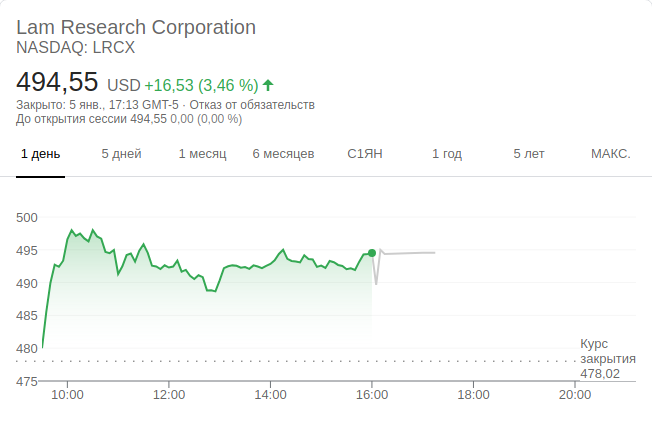 Lam Research Corporation
NASDAQ: LRCX
494,55 USD +16,53 (3,46 %)
Закрыто: 5 янв., 17:13 GMT-5 · Отказ от обязательств
До открытия сессии 494,55 0,00 (0,00 %)
1 день 5 дней 1 месяц 6 месяцев С1ЯН 1 год 5 лет МАКС.
500
495
490
485
480
Курс
закрытия
478,02
475
10:00 12:00 14:00 16:00 18:00 20:00